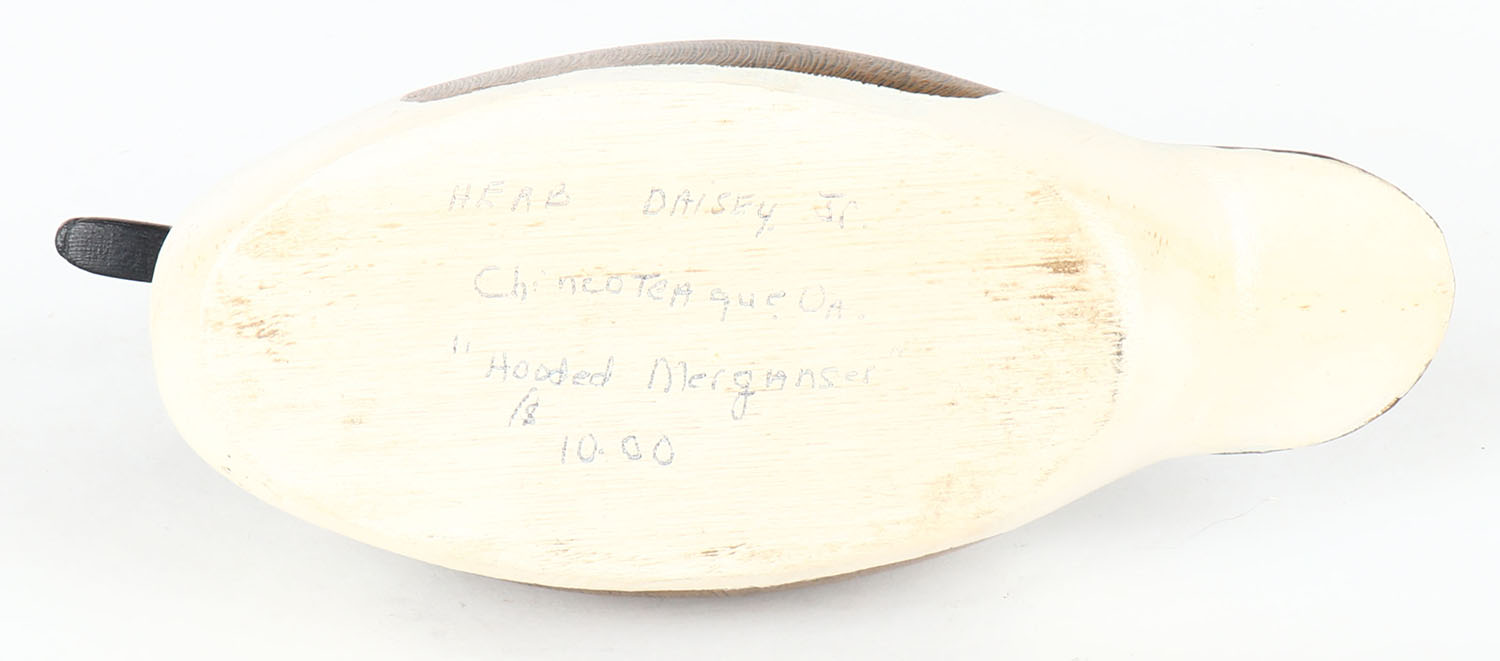 HERB DAISEY Jr.
ChincoTeAgue, VA.
"Hooded Merganser"
10.00